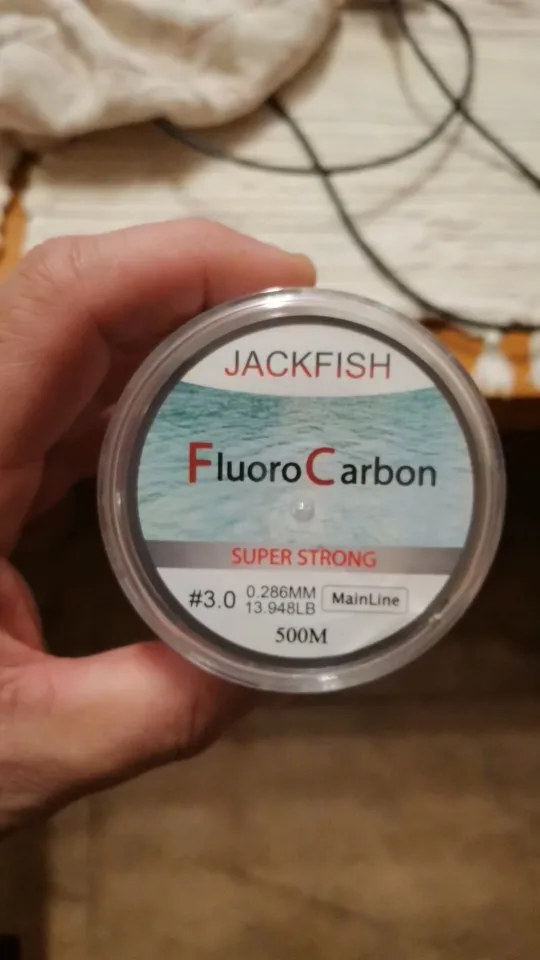 JACKFISH
FluoroCarbon
SUPER STRONG
#3.0 0.286MM MainLine
13.948LB
500M